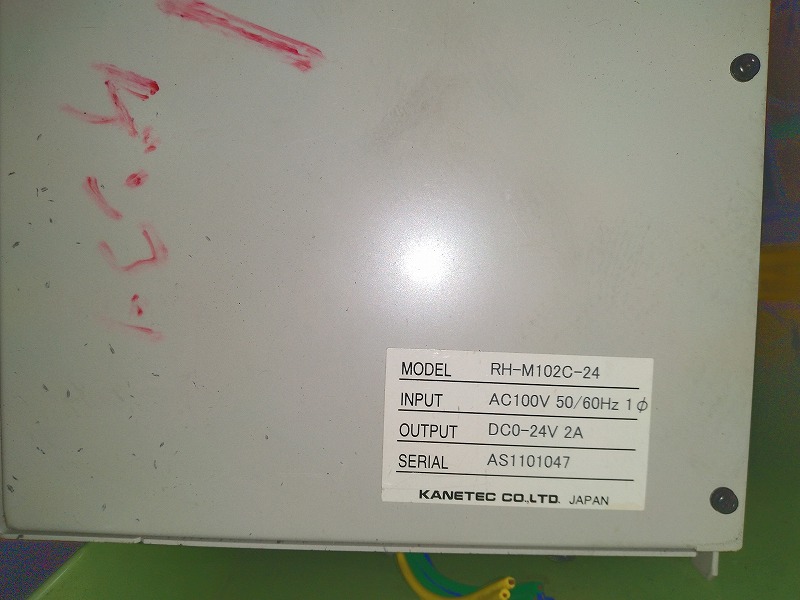 MODEL RH-M102C-24
INPUT AC100V 50/60Hz 1φ
OUTPUT DC0-24V 2A
SERIAL AS1101047
KANETEC CO.,LTD. JAPAN